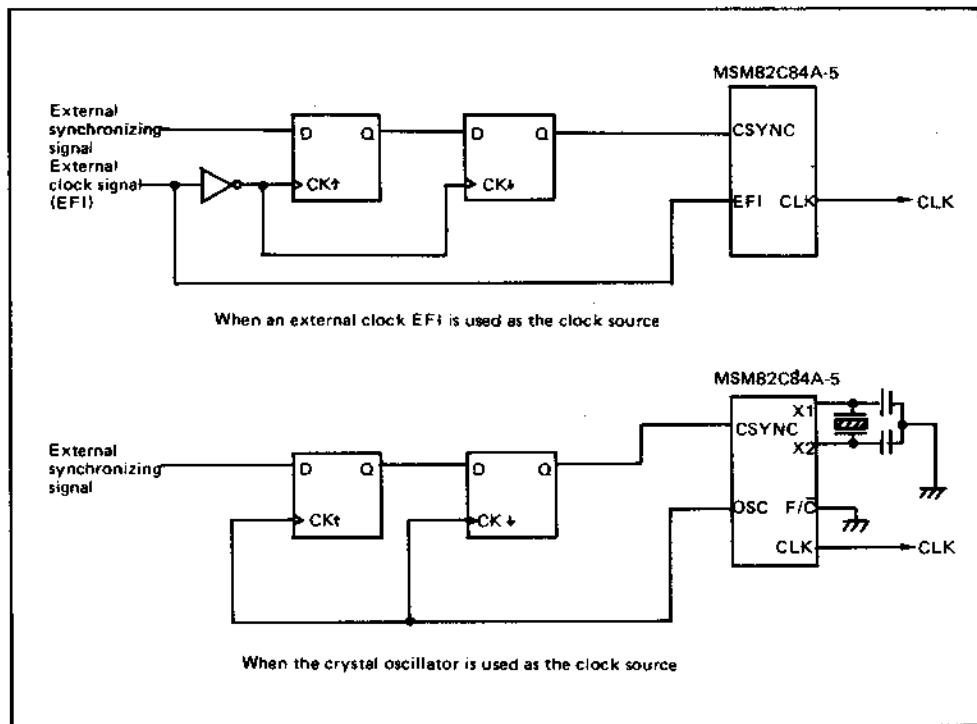 MSM82C84A-5
External
synchronizing
signal
D Q D Q CSYNC
External
clock signal
(EFI)
CK↑ CK↓ EFI CLK CLK
When an external clock EFI is used as the clock source
MSM82C84A-5
X1
CSYNC
X2
External
synchronizing
signal
D Q D Q
CK↑ CK↓ OSC F/C̅
CLK CLK
When the crystal oscillator is used as the clock source